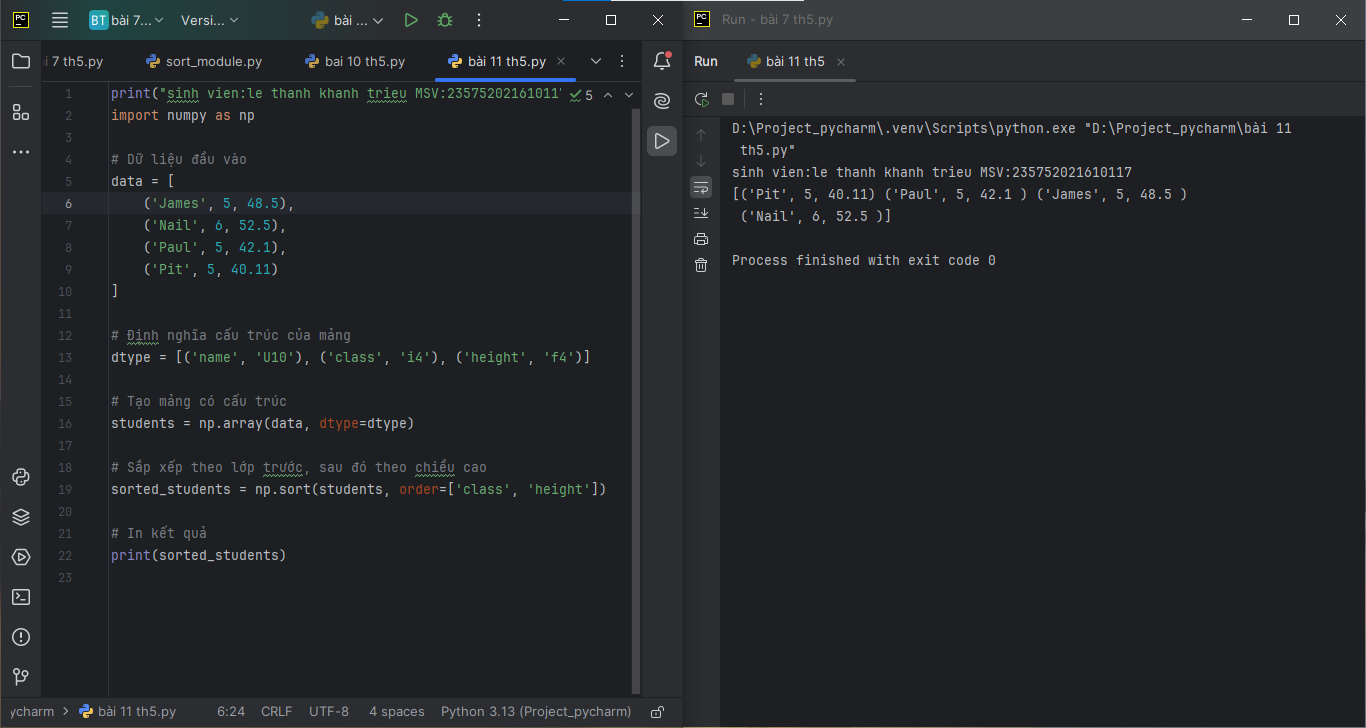 PC BT bài 7... Versi... bài ...
i 7 th5.py sort_module.py bai 10 th5.py bài 11 th5.py
5
1 print("sinh vien:le thanh khanh trieu MSV:235752021610117
2 import numpy as np
3
4 # Dữ liệu đầu vào
5 data = [
6 ('James', 5, 48.5),
7 ('Nail', 6, 52.5),
8 ('Paul', 5, 42.1),
9 ('Pit', 5, 40.11)
10 ]
11
12 # Định nghĩa cấu trúc của mảng
13 dtype = [('name', 'U10'), ('class', 'i4'), ('height', 'f4')]
14
15 # Tạo mảng có cấu trúc
16 students = np.array(data, dtype=dtype)
17
18 # Sắp xếp theo lớp trước, sau đó theo chiều cao
19 sorted_students = np.sort(students, order=['class', 'height'])
20
21 # In kết quả
22 print(sorted_students)
23
ycharm > bài 11 th5.py 6:24 CRLF UTF-8 4 spaces Python 3.13 (Project_pycharm)
PC Run - bài 7 th5.py
Run bài 11 th5
D:\Project_pycharm\.venv\Scripts\python.exe "D:\Project_pycharm\bài 11
th5.py"
sinh vien:le thanh khanh trieu MSV:235752021610117
[('Pit', 5, 40.11) ('Paul', 5, 42.1 ) ('James', 5, 48.5 )
('Nail', 6, 52.5 )]
Process finished with exit code 0